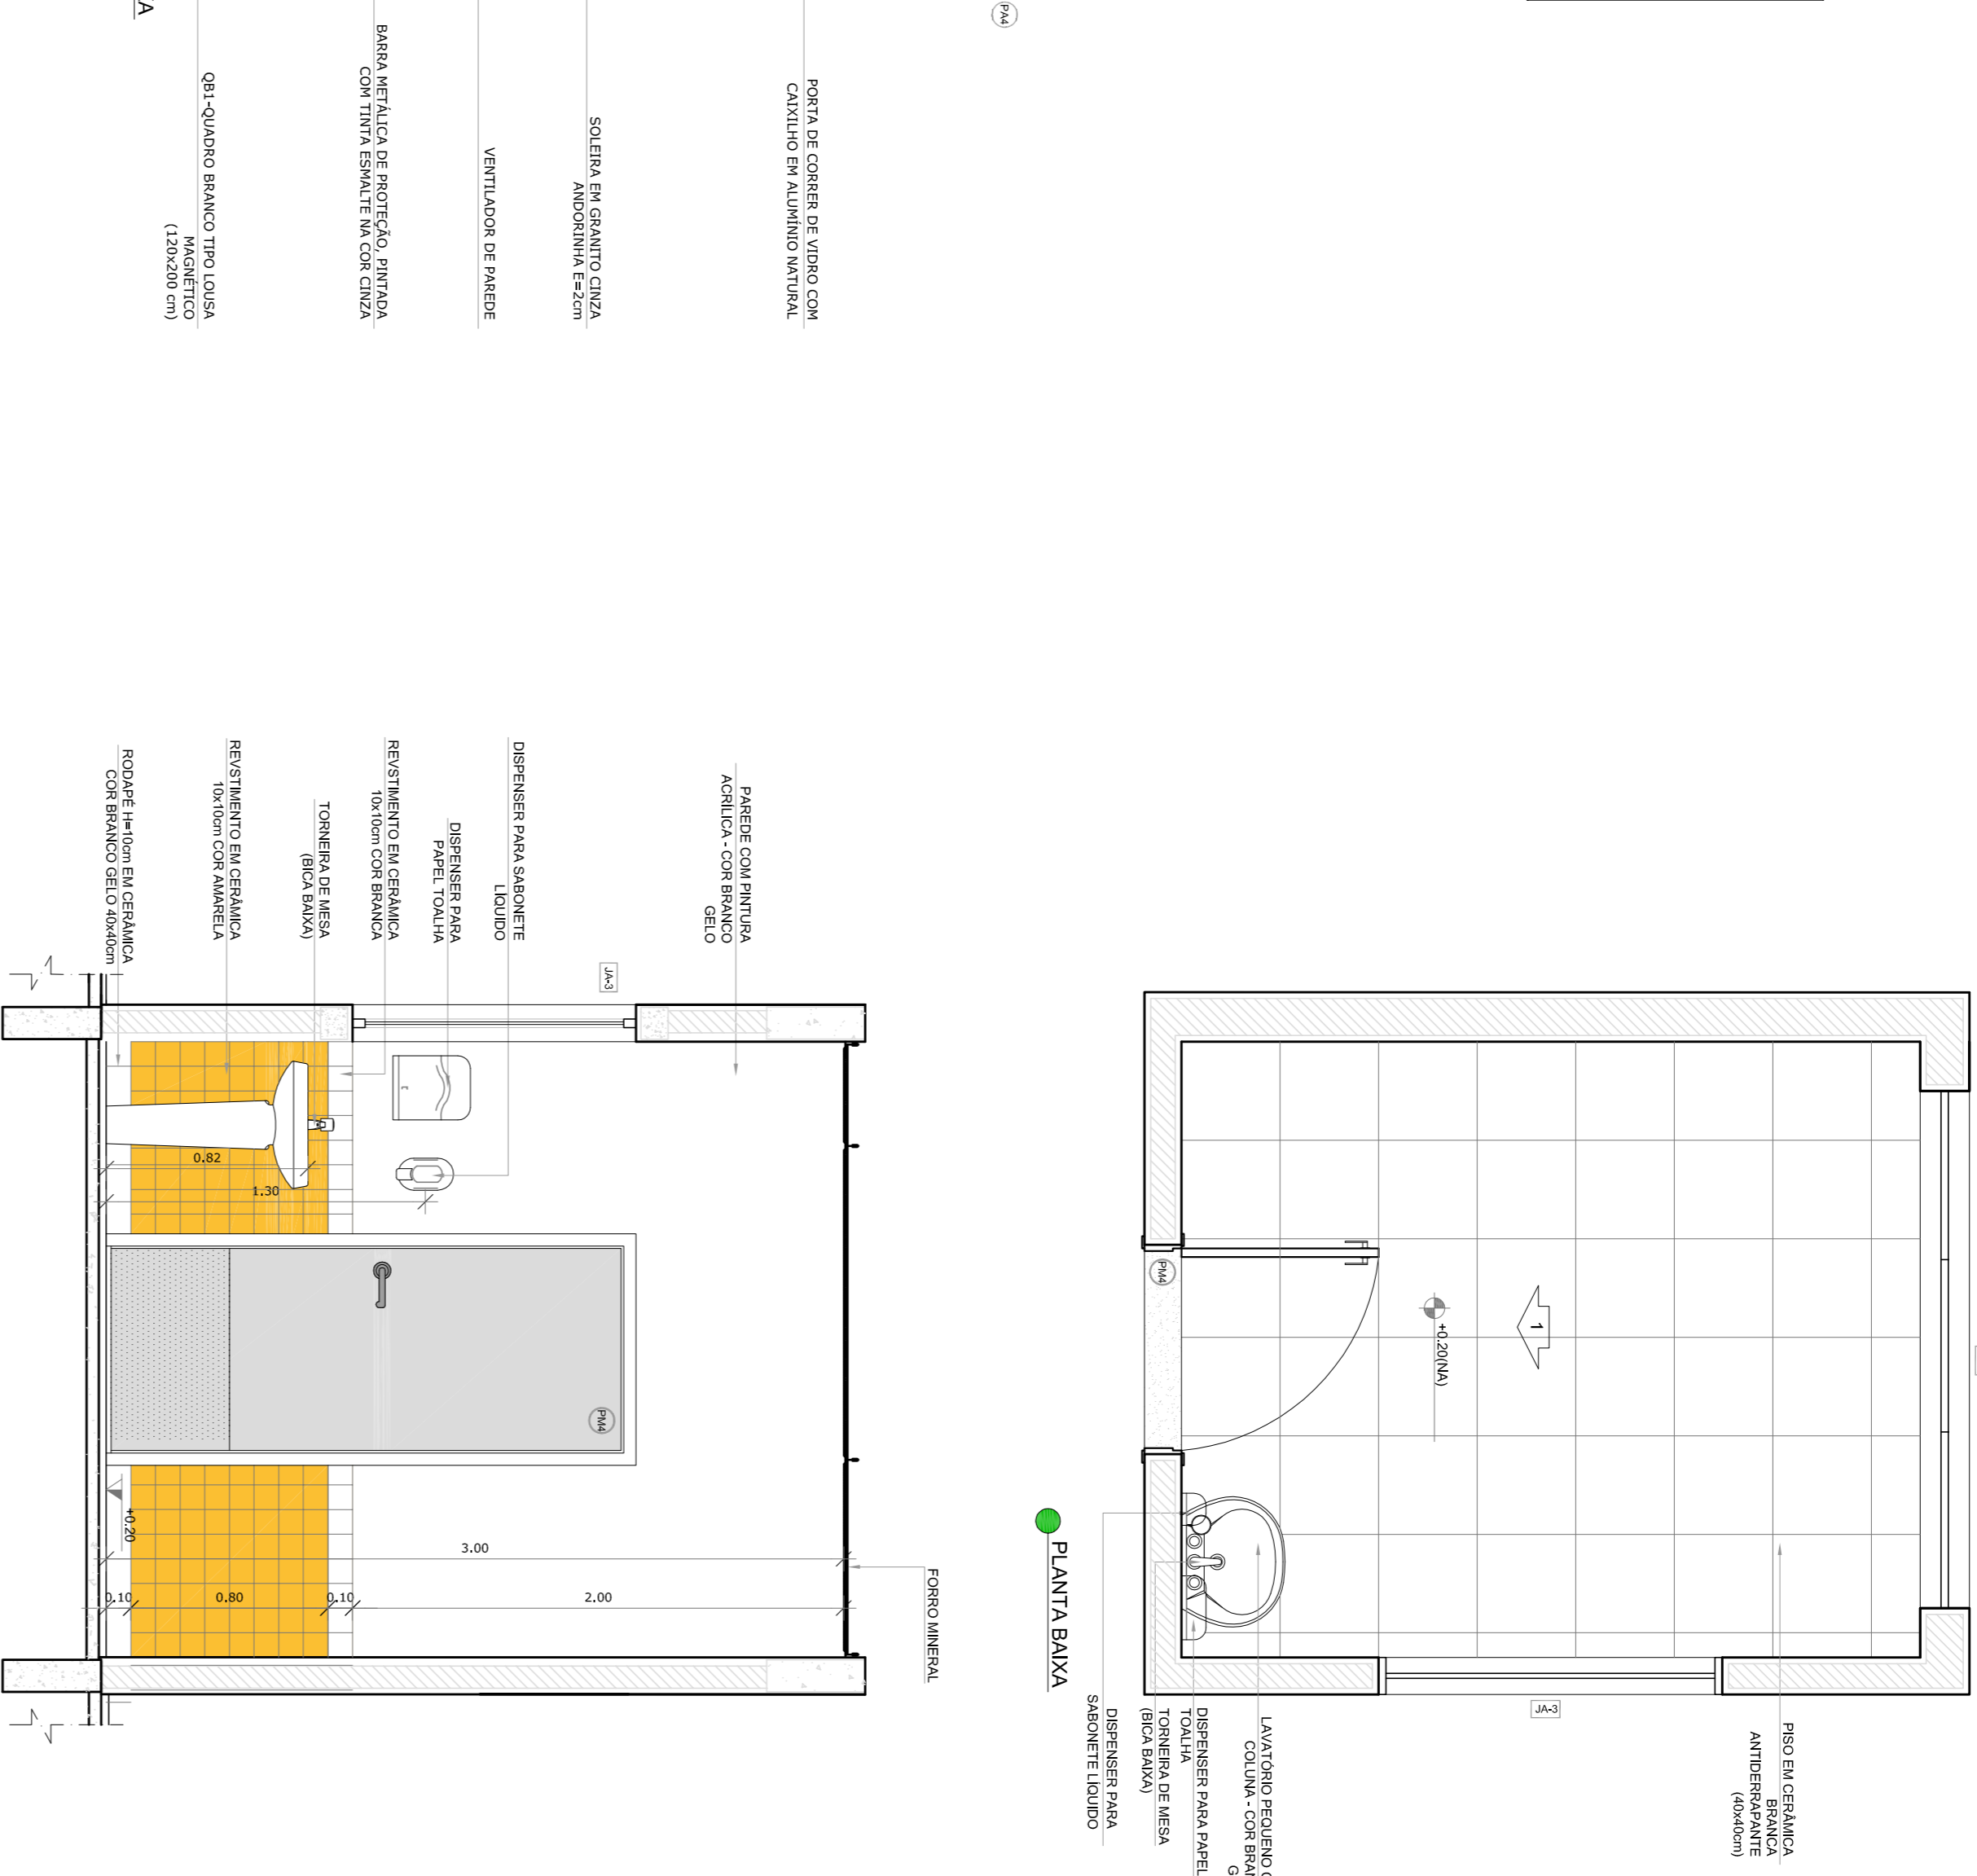 PORTA DE CORRER DE VIDRO COM
CAIXILHO EM ALUMÍNIO NATURAL
SOLEIRA EM GRANITO CINZA
ANDORINHA E=2cm
VENTILADOR DE PAREDE
BARRA METÁLICA DE PROTEÇÃO, PINTADA
COM TINTA ESMALTE NA COR CINZA
QB1-QUADRO BRANCO TIPO LOUSA
MAGNÉTICO
(120x200 cm)
A
PA4
PISO EM CERÂMICA
BRANCA
ANTIDERRAPANTE
(40x40cm)
JA-3
1
+0.20(NA)
PM4
LAVATÓRIO PEQUENO
COLUNA - COR
DISPENSER PARA PAPEL
TOALHA
TORNEIRA DE MESA
(BICA BAIXA)
DISPENSER PARA
SABONETE LÍQUIDO
PLANTA BAIXA
FORRO MINERAL
PAREDE COM PINTURA
ACRÍLICA - COR BRANCO
GELO
JA-3
DISPENSER PARA SABONETE
LÍQUIDO
DISPENSER PARA
PAPEL TOALHA
REVSTIMENTO EM CERÂMICA
10x10cm COR BRANCA
TORNEIRA DE MESA
(BICA BAIXA)
REVSTIMENTO EM CERÂMICA
10x10cm COR AMARELA
RODAPÉ H=10cm EM CERÂMICA
COR BRANCO GELO 40x40cm
0.82
1.30
PM4
+0.20
3.00
0.10
0.80
0.10
2.00